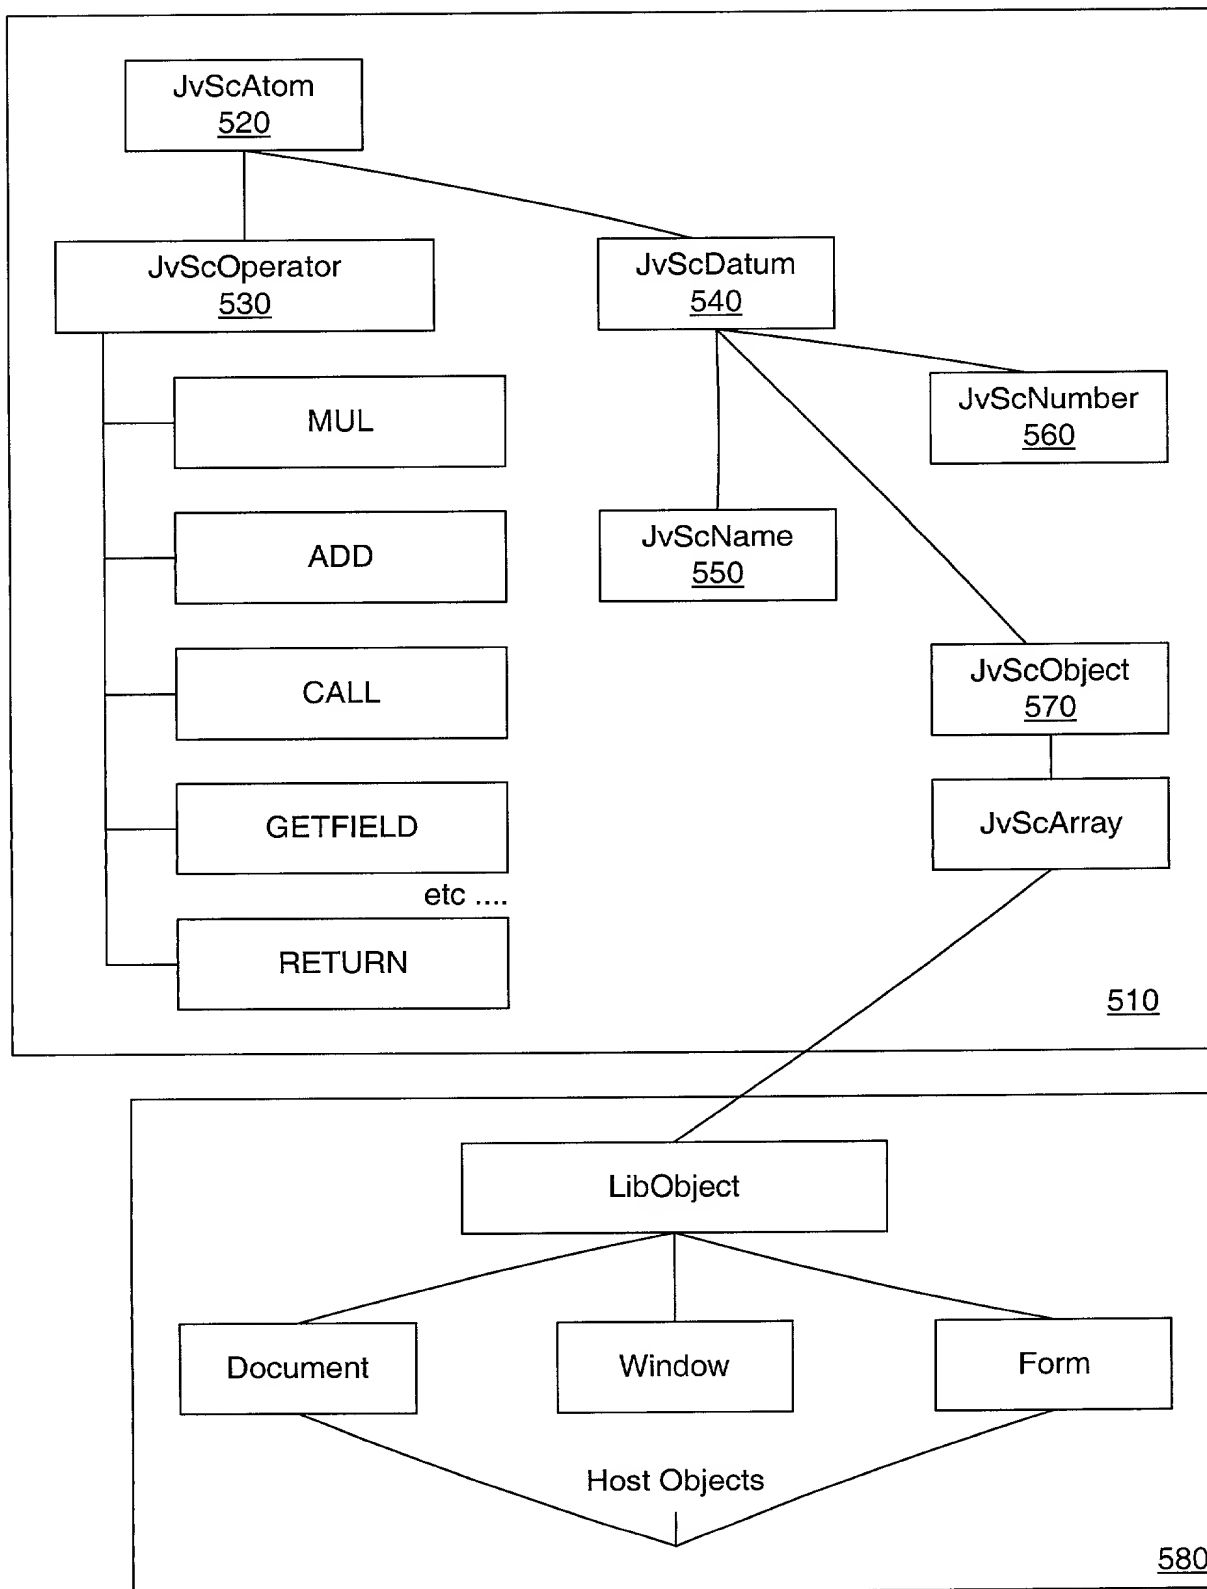 JvScAtom
520
JvScOperator
530
JvScDatum
540
MUL
JvScNumber
560
ADD
JvScName
550
CALL
JvScObject
570
GETFIELD
JvScArray
etc ....
RETURN
510
LibObject
Document
Window
Form
Host Objects
580